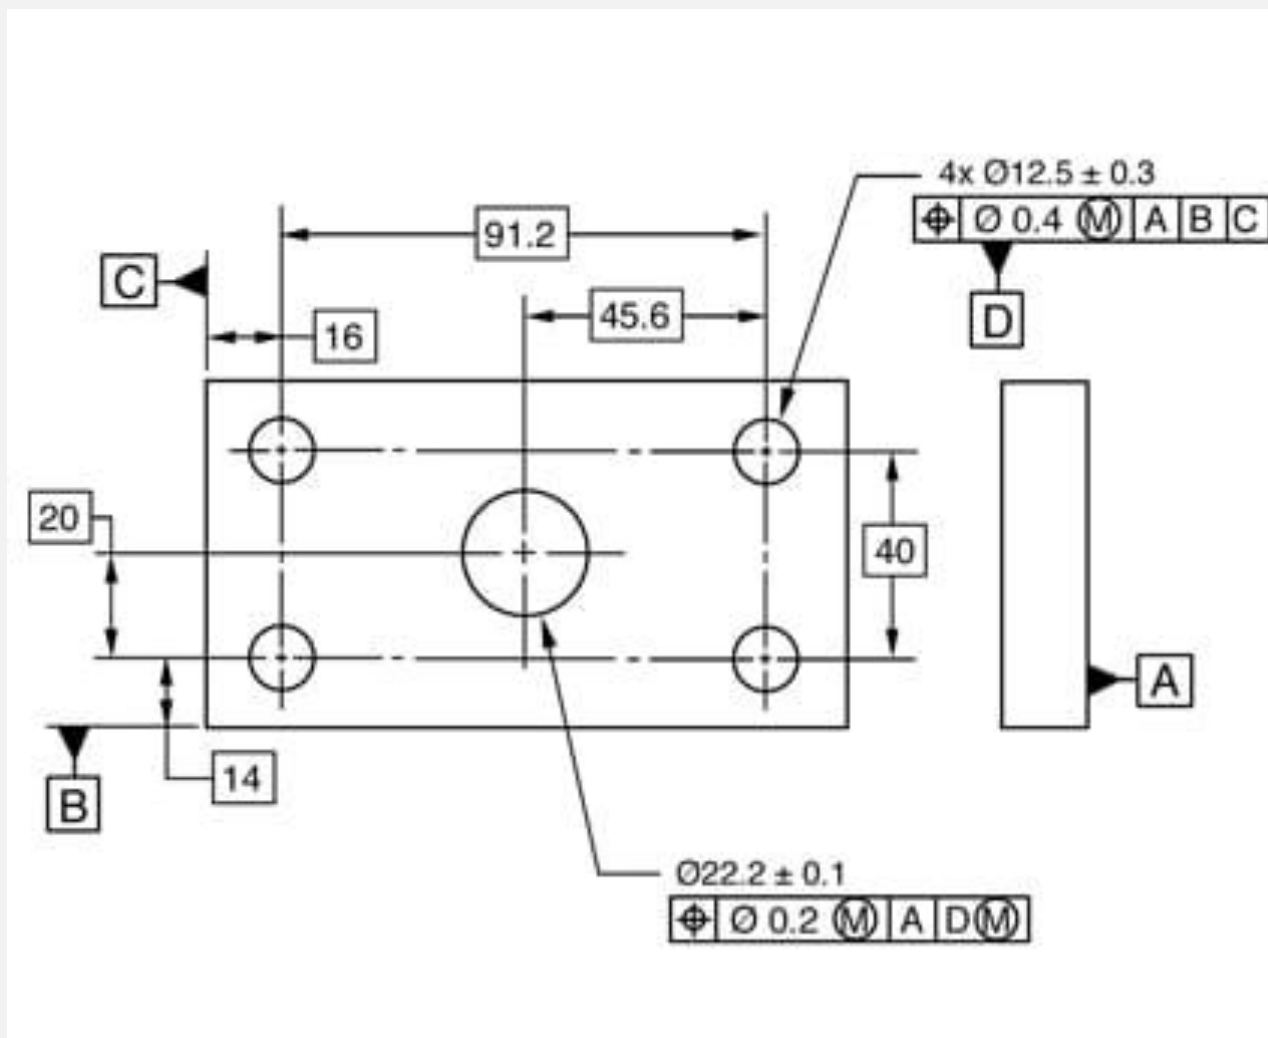 4x Ø12.5 ± 0.3
⌖ Ø 0.4 Ⓜ A B C
91.2
C
45.6
D
16
20
40
A
14
B
Ø22.2 ± 0.1
⌖ Ø 0.2 Ⓜ A DⓂ